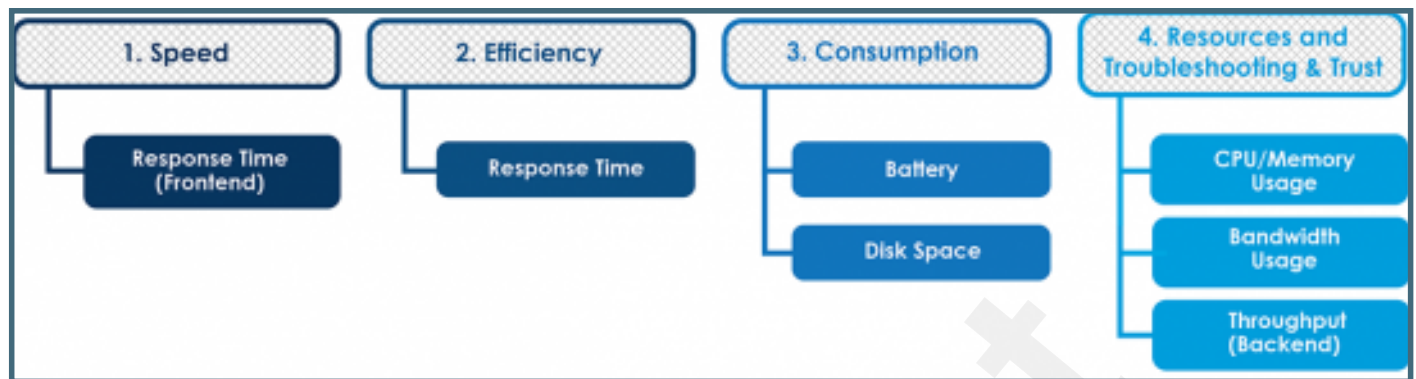 1. Speed
Response Time
(Frontend)
2. Efficiency
Response Time
3. Consumption
Battery
Disk Space
4. Resources and
Troubleshooting & Trust
CPU/Memory
Usage
Bandwidth
Usage
Throughput
(Backend)